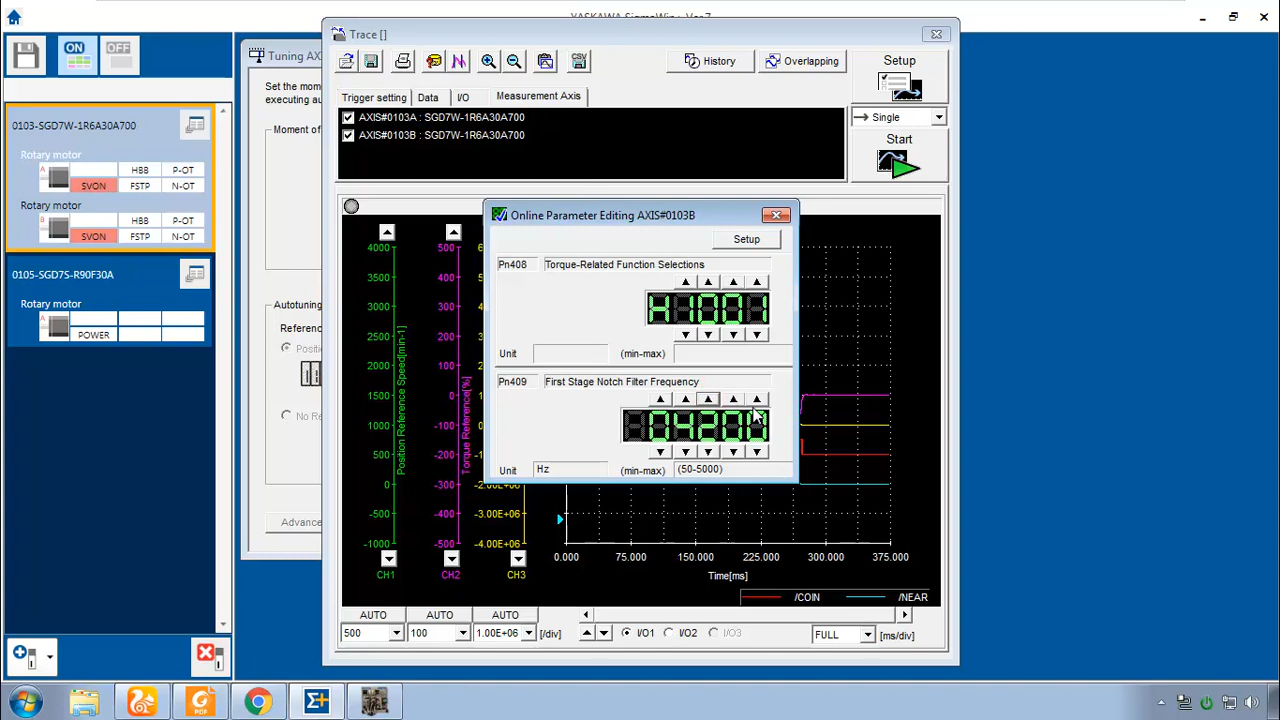 YASKAWA SigmaWin+ Ver.7
ON
OFF
0103-SGD7W-1R6A30A700
Rotary motor
A
HBB
P-OT
SVON
FSTP
N-OT
Rotary motor
B
HBB
P-OT
SVON
FSTP
N-OT
0105-SGD7S-R90F30A
Rotary motor
A
POWER
Tuning AX
Set the mom
executing au
Moment of
Autotuning
Referenc
Positi
No Re
Advance
Trace []
History
Overlapping
Setup
Trigger setting
Data
I/O
Measurement Axis
AXIS#0103A : SGD7W-1R6A30A700
AXIS#0103B : SGD7W-1R6A30A700
Single
Start
4000
3500
3000
2500
2000
1500
1000
500
0
-500
-1000
Position Reference Speed[min-1]
500
400
300
200
100
0
-100
-200
-300
-400
-500
Torque Reference[%]
-2.00E+06
-3.00E+06
-4.00E+06
CH1
CH2
CH3
0.000
75.000
150.000
225.000
300.000
375.000
Time[ms]
/COIN
/NEAR
AUTO
AUTO
AUTO
500
100
1.00E+06
[/div]
I/O1
I/O2
I/O3
FULL
[ms/div]
Online Parameter Editing AXIS#0103B
Setup
Pn408
Torque-Related Function Selections
H1001
Unit
(min-max)
Pn409
First Stage Notch Filter Frequency
Unit
Hz
(min-max)
(50-5000)
PDF